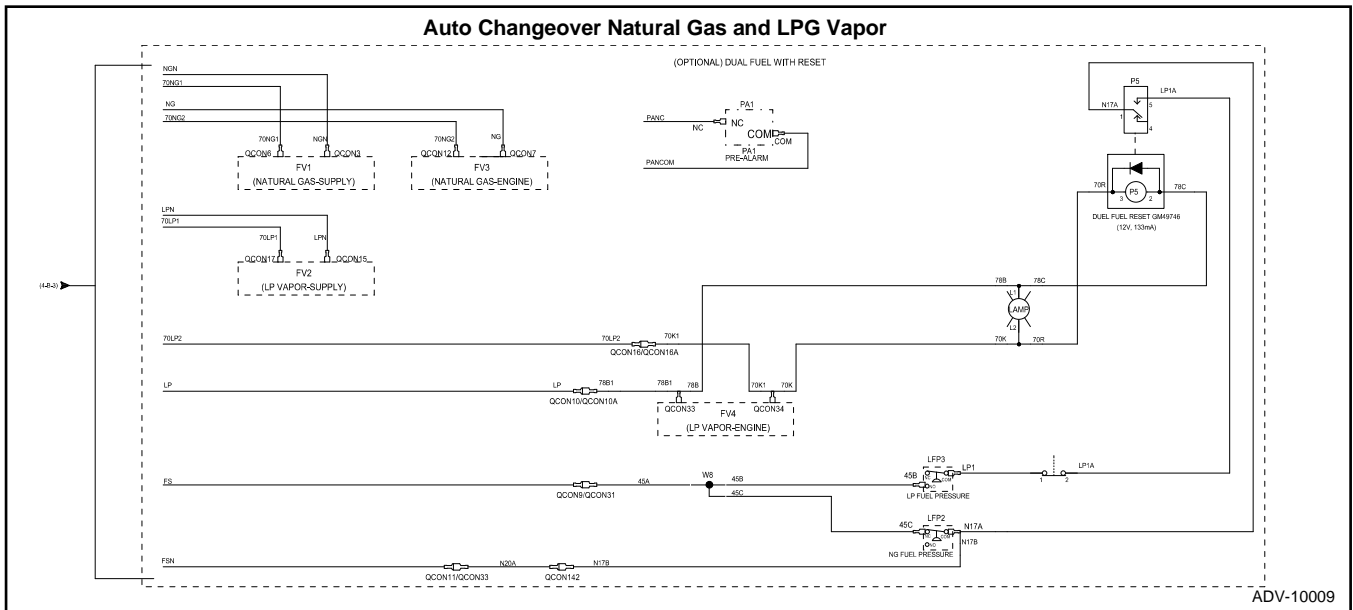 Auto Changeover Natural Gas and LPG Vapor
(OPTIONAL) DUAL FUEL WITH RESET
NGN
70NG1
NG
70NG2
70NG1 NGN
QCON6 QCON3
FV1
(NATURAL GAS-SUPPLY)
70NG2 NG
QCON12 QCON7
FV3
(NATURAL GAS-ENGINE)
PANC
NC
PA1
NC
COM
COM
PA1
PRE-ALARM
PANCOM
P5
LP1A
N17A
1
5
4
70R
3
P5
2
78C
DUEL FUEL RESET GM49746
(12V, 133mA)
LPN
70LP1
70LP1 LPN
QCON17 QCON15
FV2
(LP VAPOR-SUPPLY)
(4-B-3)
78B 78C
L1
LAMP
L2
70K 70R
70LP2 70LP2 70K1
QCON16/QCON16A
LP LP 78B1 78B1 78B 70K1 70K
QCON10/QCON10A
QCON33 QCON34
FV4
(LP VAPOR-ENGINE)
FS
QCON9/QCON31
45A
W8
45B
45C
45B
LFP3
NC COM
NO
LP1
LP FUEL PRESSURE
1 2
LP1A
45C
LFP2
NC COM
NO
N17A
N17B
NG FUEL PRESSURE
FSN
QCON11/QCON33
N20A
QCON142
N17B
ADV-10009